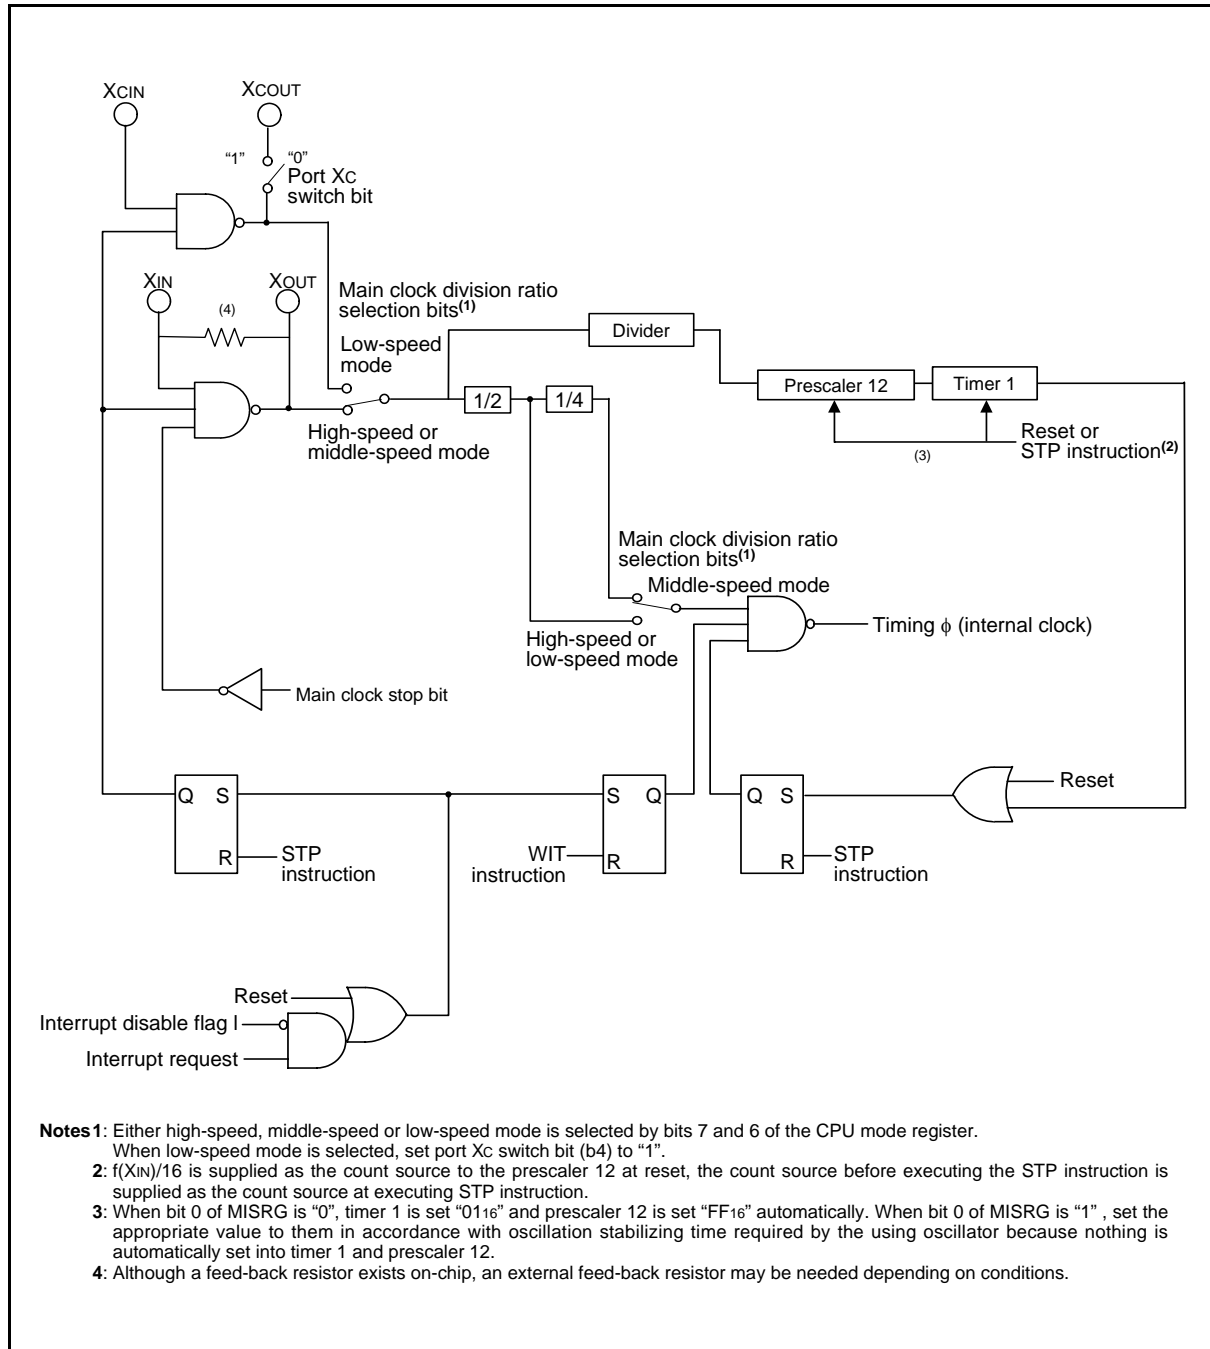 XCIN
XCOUT
“1”
“0”
Port XC
switch bit
XIN
XOUT
(4)
Main clock division ratio
selection bits(1)
Low-speed
mode
Divider
1/2
1/4
Prescaler 12
Timer 1
High-speed or
middle-speed mode
(3)
Reset or
STP instruction(2)
Main clock division ratio
selection bits(1)
Middle-speed mode
High-speed or
low-speed mode
Timing ϕ (internal clock)
Main clock stop bit
Q S
R
STP
instruction
S Q
R
WIT
instruction
Q S
R
STP
instruction
Reset
Reset
Interrupt disable flag I
Interrupt request
Notes 1: Either high-speed, middle-speed or low-speed mode is selected by bits 7 and 6 of the CPU mode register.
When low-speed mode is selected, set port XC switch bit (b4) to “1”.
2: f(XIN)/16 is supplied as the count source to the prescaler 12 at reset, the count source before executing the STP instruction is
supplied as the count source at executing STP instruction.
3: When bit 0 of MISRG is “0”, timer 1 is set “0116” and prescaler 12 is set “FF16” automatically. When bit 0 of MISRG is “1” , set the
appropriate value to them in accordance with oscillation stabilizing time required by the using oscillator because nothing is
automatically set into timer 1 and prescaler 12.
4: Although a feed-back resistor exists on-chip, an external feed-back resistor may be needed depending on conditions.